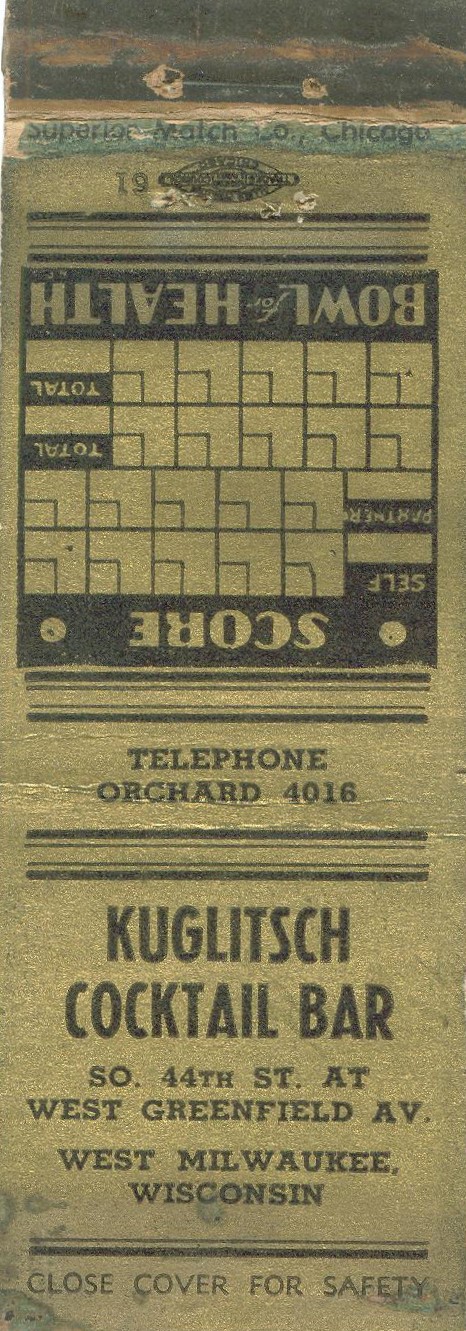 Superior Match Co., Chicago
19
BOWL for HEALTH
TOTAL
TOTAL
PARTNER
SELF
SCORE
TELEPHONE
ORCHARD 4016
KUGLITSCH
COCKTAIL BAR
SO. 44TH ST. AT
WEST GREENFIELD AV.
WEST MILWAUKEE,
WISCONSIN
CLOSE COVER FOR SAFETY